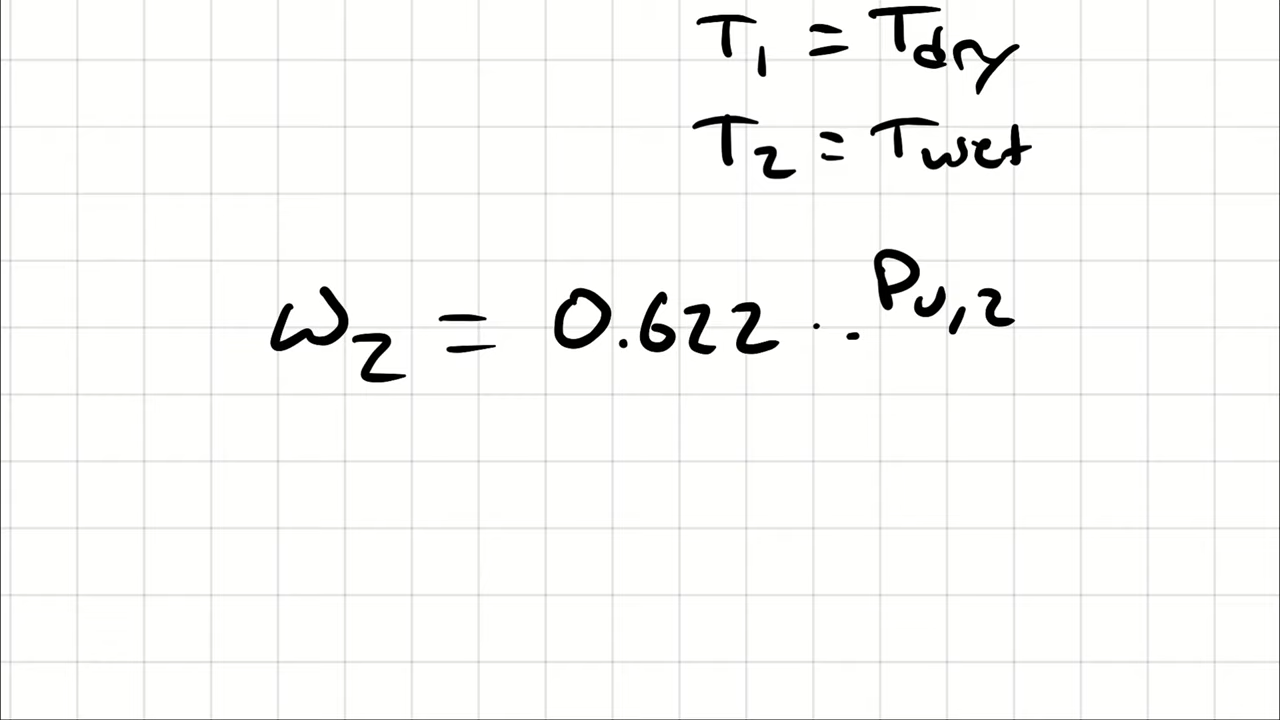 T₁ = Tdry
T₂ = Twet
ω₂ = 0.622 · · Pv,2